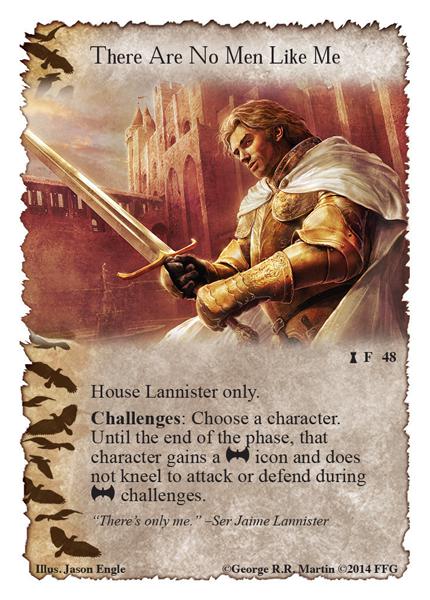 There Are No Men Like Me
F 48
House Lannister only.
Challenges: Choose a character.
Until the end of the phase, that
character gains a icon and does
not kneel to attack or defend during
challenges.
“There's only me.” –Ser Jaime Lannister
Illus. Jason Engle ©George R.R. Martin ©2014 FFG